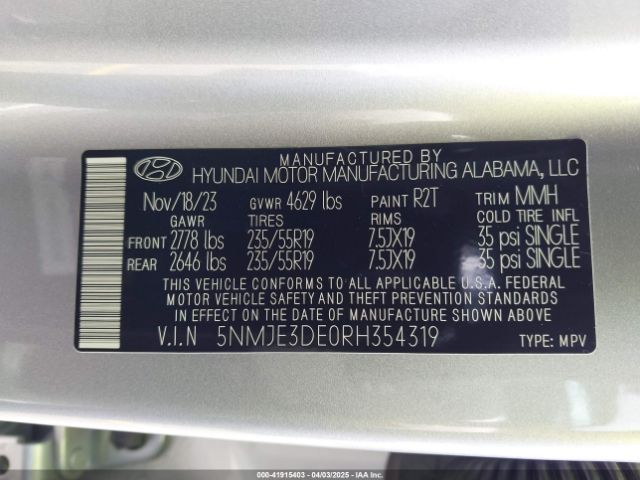 MANUFACTURED BY
HYUNDAI MOTOR MANUFACTURING ALABAMA, LLC
Nov/18/23 GVWR 4629 lbs PAINT R2T TRIM MMH
GAWR TIRES RIMS COLD TIRE INFL
FRONT 2778 lbs 235/55R19 7.5JX19 35 psi SINGLE
REAR 2646 lbs 235/55R19 7.5JX19 35 psi SINGLE
THIS VEHICLE CONFORMS TO ALL APPLICABLE U.S.A. FEDERAL
MOTOR VEHICLE SAFETY AND THEFT PREVENTION STANDARDS
IN EFFECT ON THE DATE OF MANUFACTURE SHOWN ABOVE.
V.I.N 5NMJE3DE0RH354319 TYPE: MPV
000-41915403 - 04/03/2025 - IAAI.COM